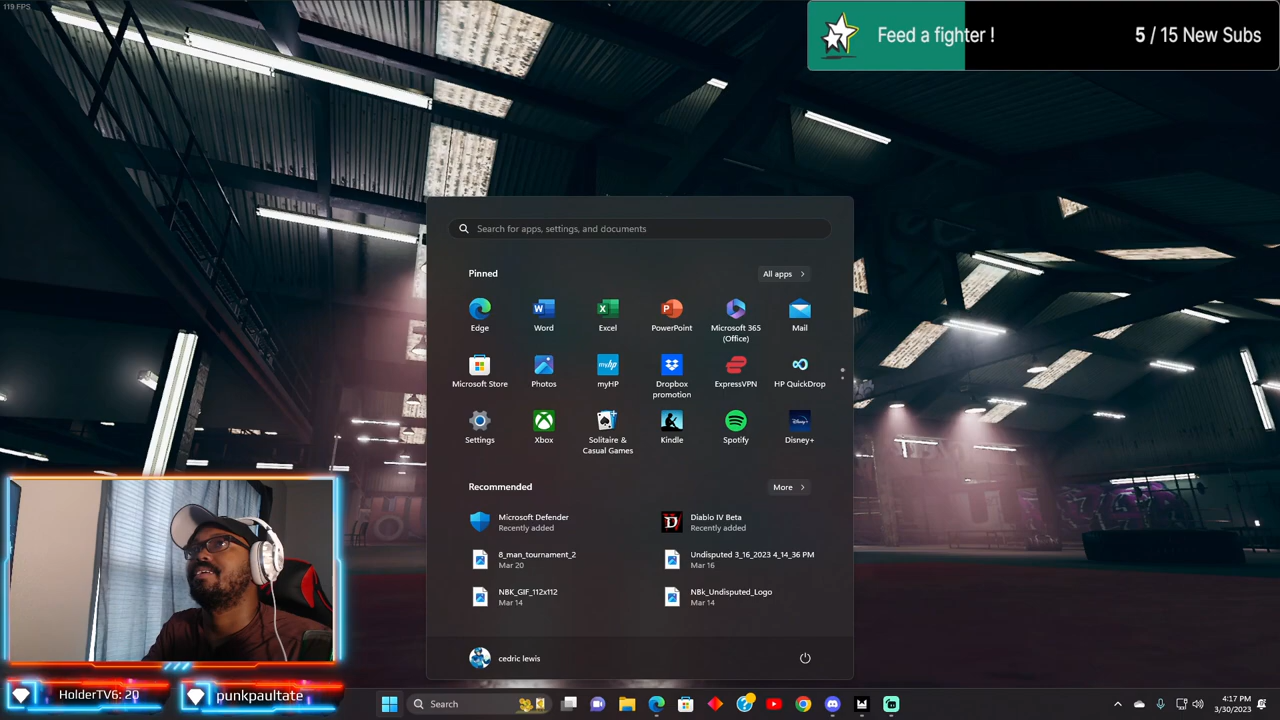 119 FPS
Feed a fighter !
5 / 15 New Subs
Search for apps, settings, and documents
Pinned
All apps
Edge
Word
Excel
PowerPoint
Microsoft 365
(Office)
Mail
Microsoft Store
Photos
myHP
Dropbox
promotion
ExpressVPN
HP QuickDrop
Settings
Xbox
Solitaire &
Casual Games
Kindle
Spotify
Disney+
Recommended
More
Microsoft Defender
Recently added
Diablo IV Beta
Recently added
8_man_tournament_2
Mar 20
Undisputed 3_16_2023 4_14_36 PM
Mar 16
NBK_GIF_112x112
Mar 14
NBk_Undisputed_Logo
Mar 14
cedric lewis
HolderTV6: 20
punkpaultate
Search
4:17 PM
3/30/2023